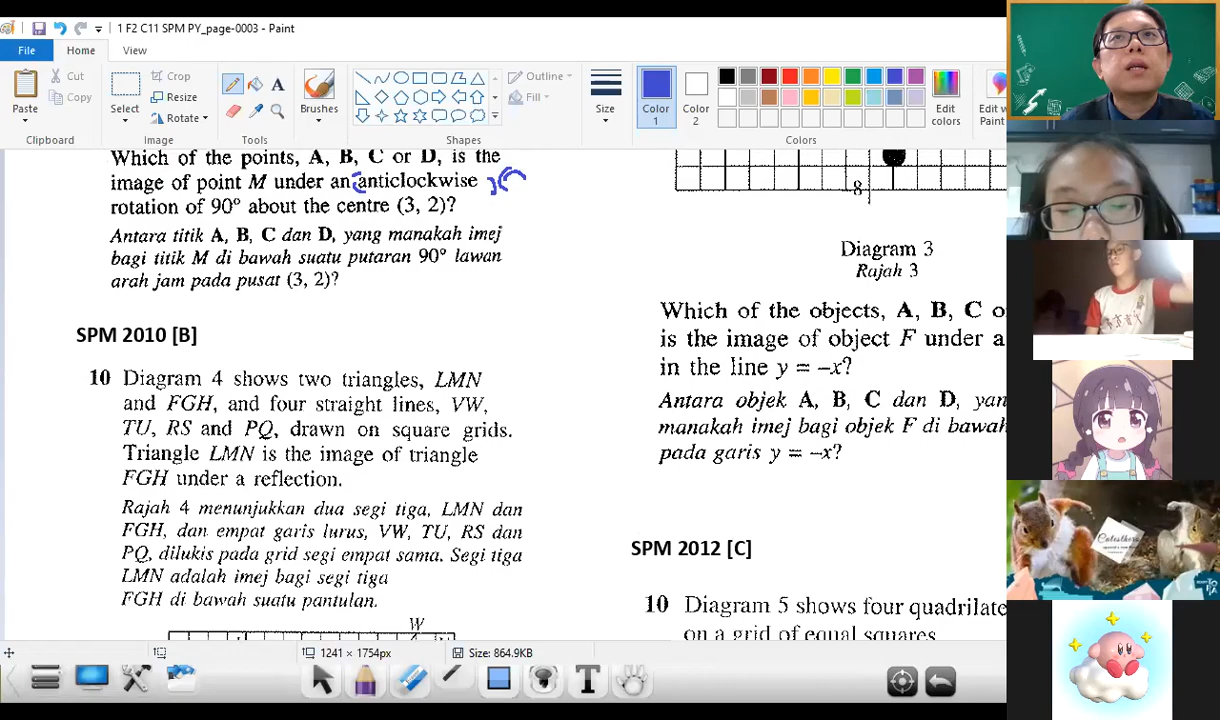 1 F2 C11 SPM PY_page-0003 - Paint
File Home View
Paste
Cut
Copy
Clipboard
Select
Crop
Resize
Rotate
Image
A
Tools
Brushes
Outline
Fill
Shapes
Size
Color 1
Color 2
Edit colors
Colors
Which of the points, A, B, C or D, is the
image of point M under an anticlockwise
rotation of 90° about the centre (3, 2)?
Antara titik A, B, C dan D, yang manakah imej
bagi titik M di bawah suatu putaran 90° lawan
arah jam pada pusat (3, 2)?
SPM 2010 [B]
10 Diagram 4 shows two triangles, LMN
and FGH, and four straight lines, VW,
TU, RS and PQ, drawn on square grids.
Triangle LMN is the image of triangle
FGH under a reflection.
Rajah 4 menunjukkan dua segi tiga, LMN dan
FGH, dan empat garis lurus, VW, TU, RS dan
PQ, dilukis pada grid segi empat sama. Segi tiga
LMN adalah imej bagi segi tiga
FGH di bawah suatu pantulan.
W
8
Diagram 3
Rajah 3
Which of the objects, A, B, C o
is the image of object F under a
in the line y = –x?
Antara objek A, B, C dan D, yan
manakah imej bagi objek F di bawah
pada garis y = –x?
SPM 2012 [C]
10 Diagram 5 shows four quadrilate
on a grid of equal squares
1241 × 1754px
Size: 864.9KB
T